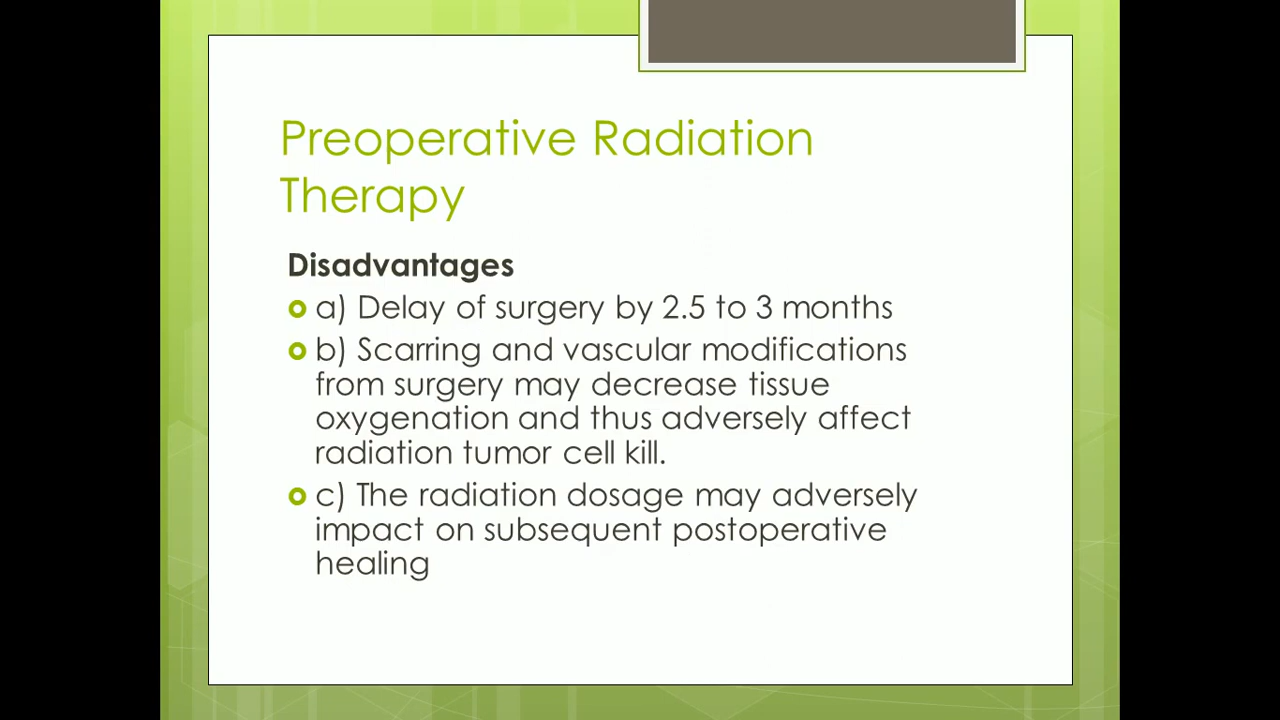 Preoperative Radiation
Therapy
Disadvantages
a) Delay of surgery by 2.5 to 3 months
b) Scarring and vascular modifications
from surgery may decrease tissue
oxygenation and thus adversely affect
radiation tumor cell kill.
c) The radiation dosage may adversely
impact on subsequent postoperative
healing